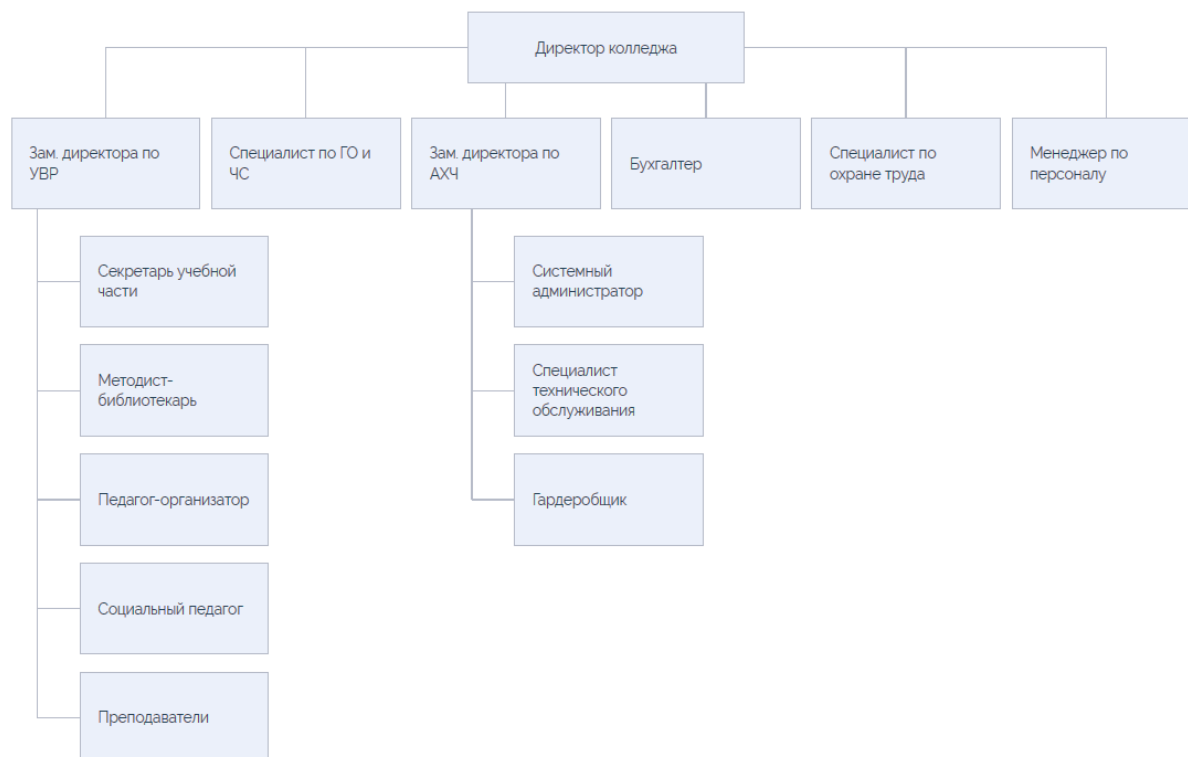 Директор колледжа
Зам. директора по
УВР
Специалист по ГО и
ЧС
Зам. директора по
АХЧ
Бухгалтер
Специалист по
охране труда
Менеджер по
персоналу
Секретарь учебной
части
Методист-
библиотекарь
Педагог-организатор
Социальный педагог
Преподаватели
Системный
администратор
Специалист
технического
обслуживания
Гардеробщик